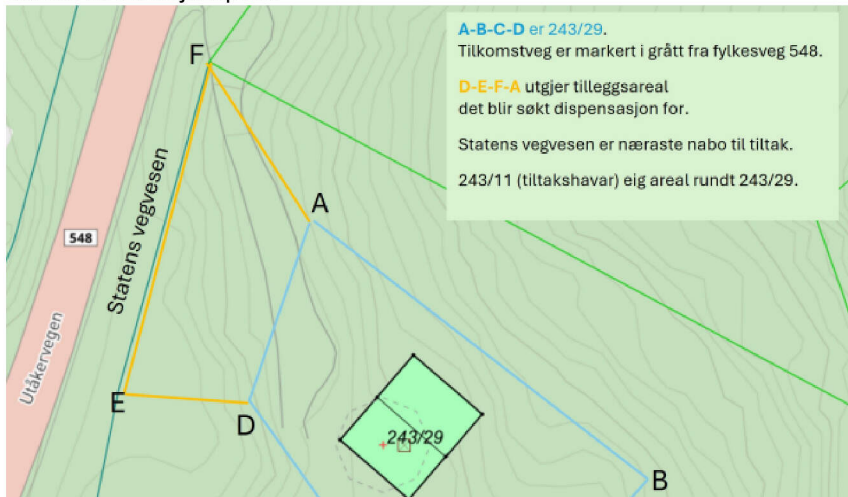 A-B-C-D er 243/29.
Tilkomstveg er markert i grått frå fylkesveg 548.
D-E-F-A utgjer tilleggsareal
det blir søkt dispensasjon for.
Statens vegvesen er næraste nabo til tiltak.
243/11 (tiltakshavar) eig areal rundt 243/29.
F
A
Statens vegvesen
548
Utåkervegen
E
D
243/29
B